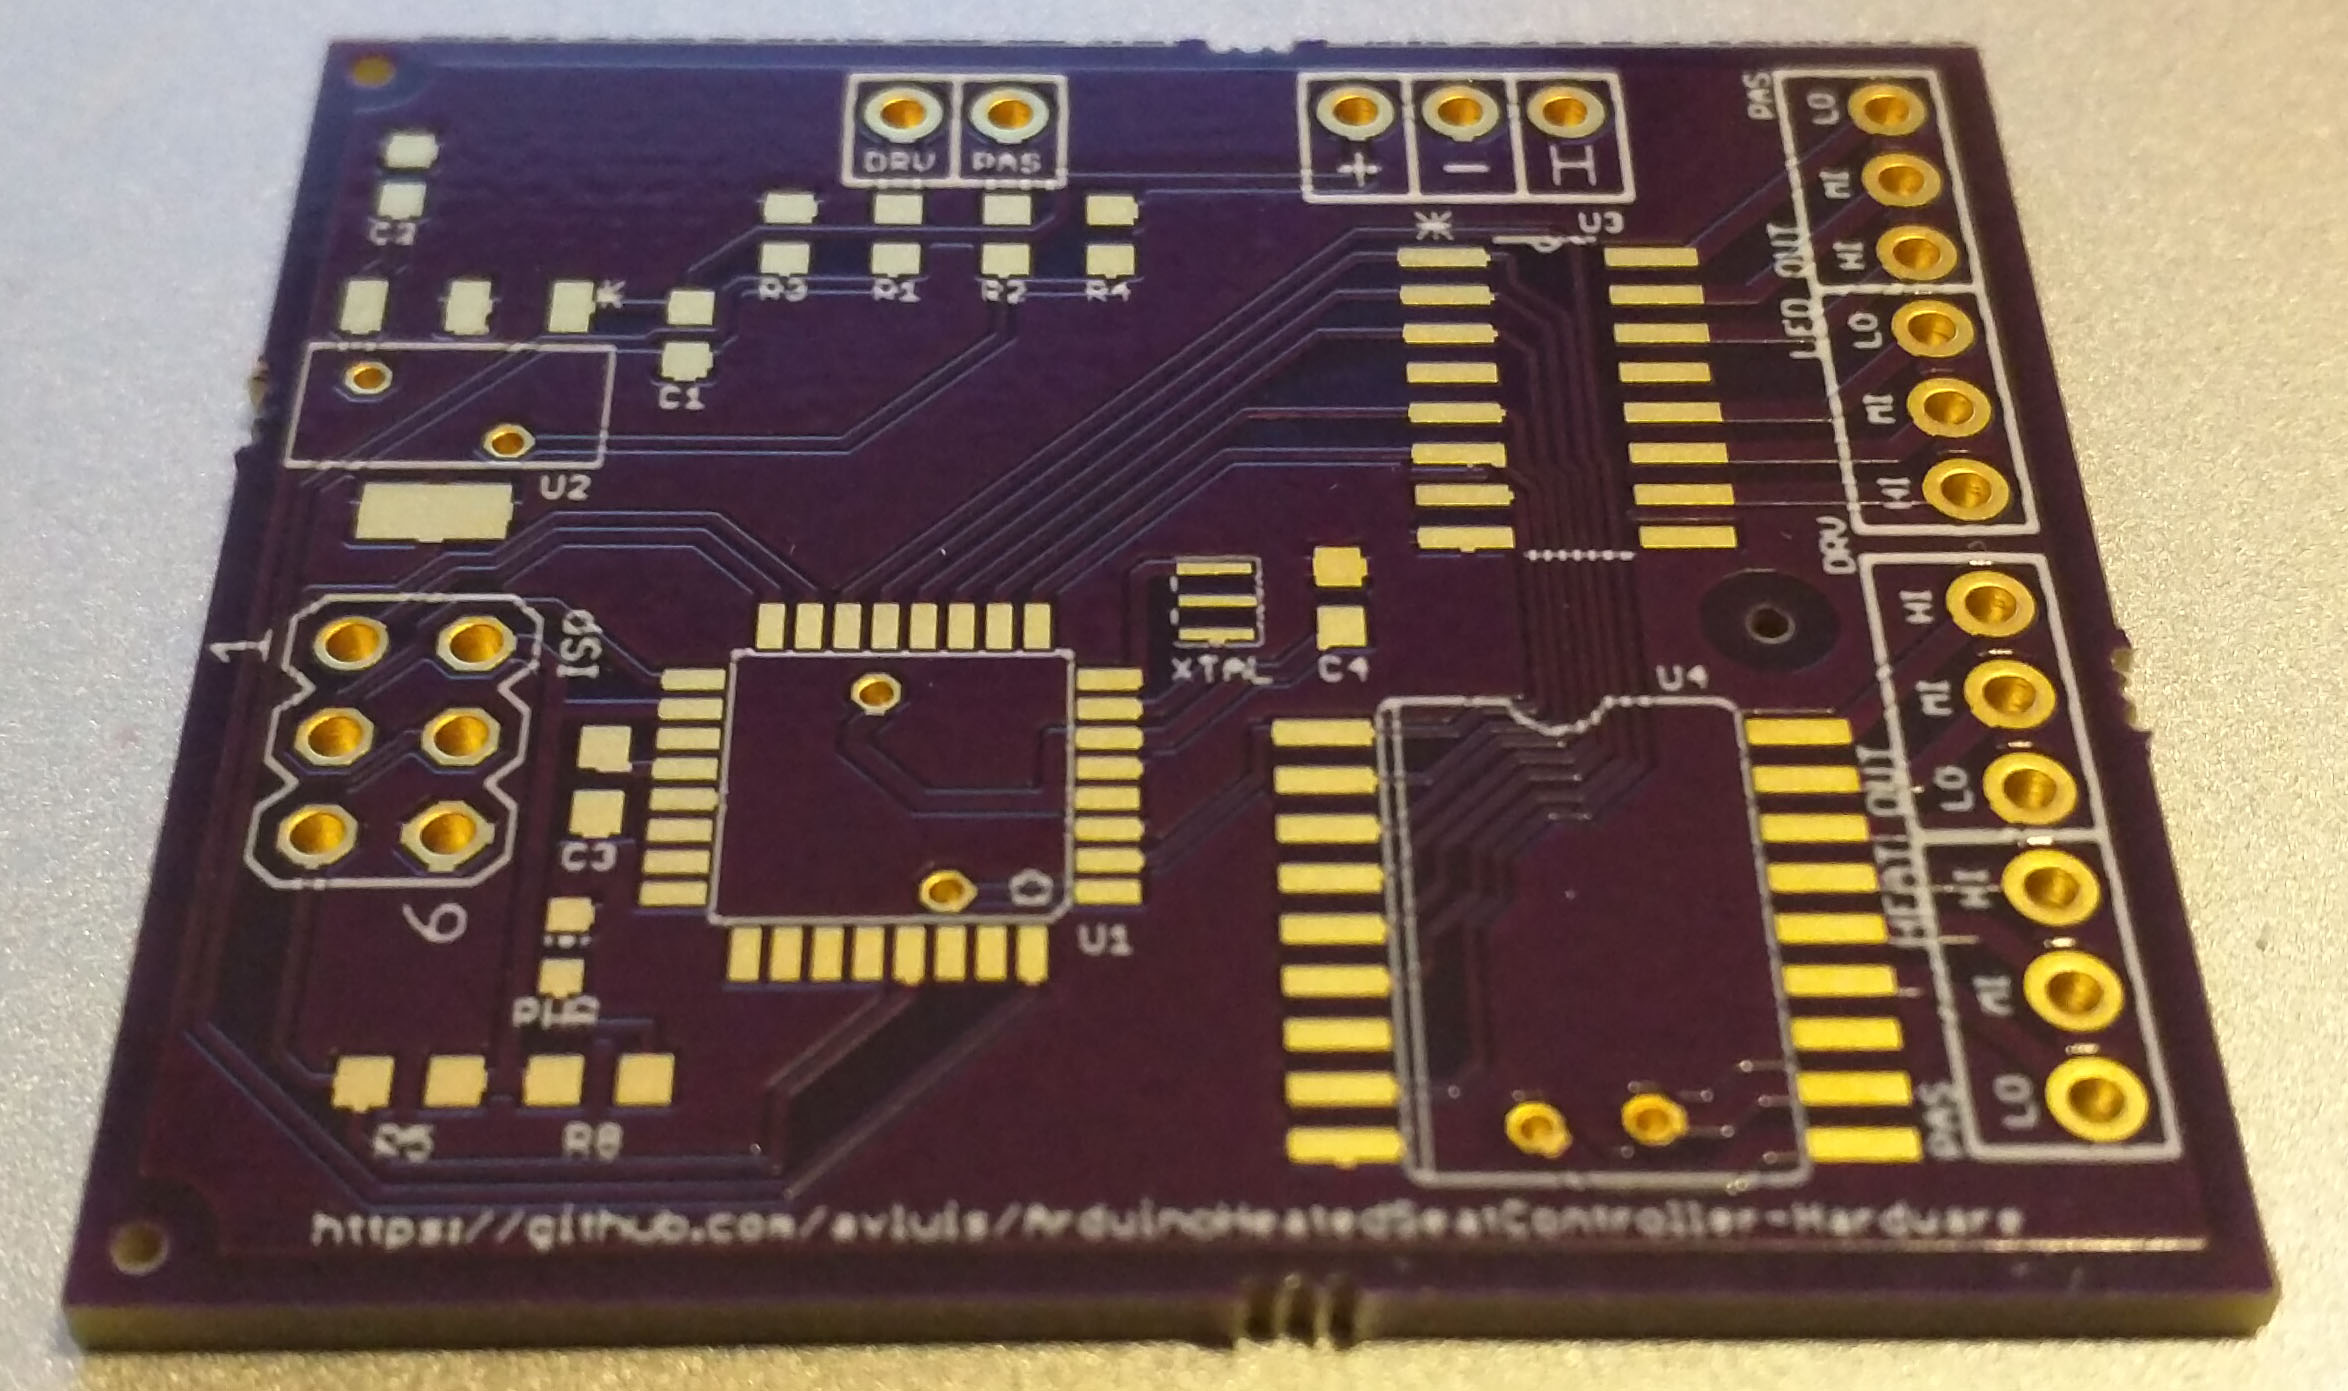 DRV PAS
+ - H
PAS
LO
MI
HI
LED OUT
LO
MI
HI
DRV
C2
R3 R1 R2 R4
* U3
*
C1
U2
1
ISP
XTAL C4
U4
HI
MI
LO
HEAT OUT
HI
MI
LO
PAS
C3
6
U1
R5 R8
https://github.com/avluis/ArduinoHeatedSeatController-Hardware